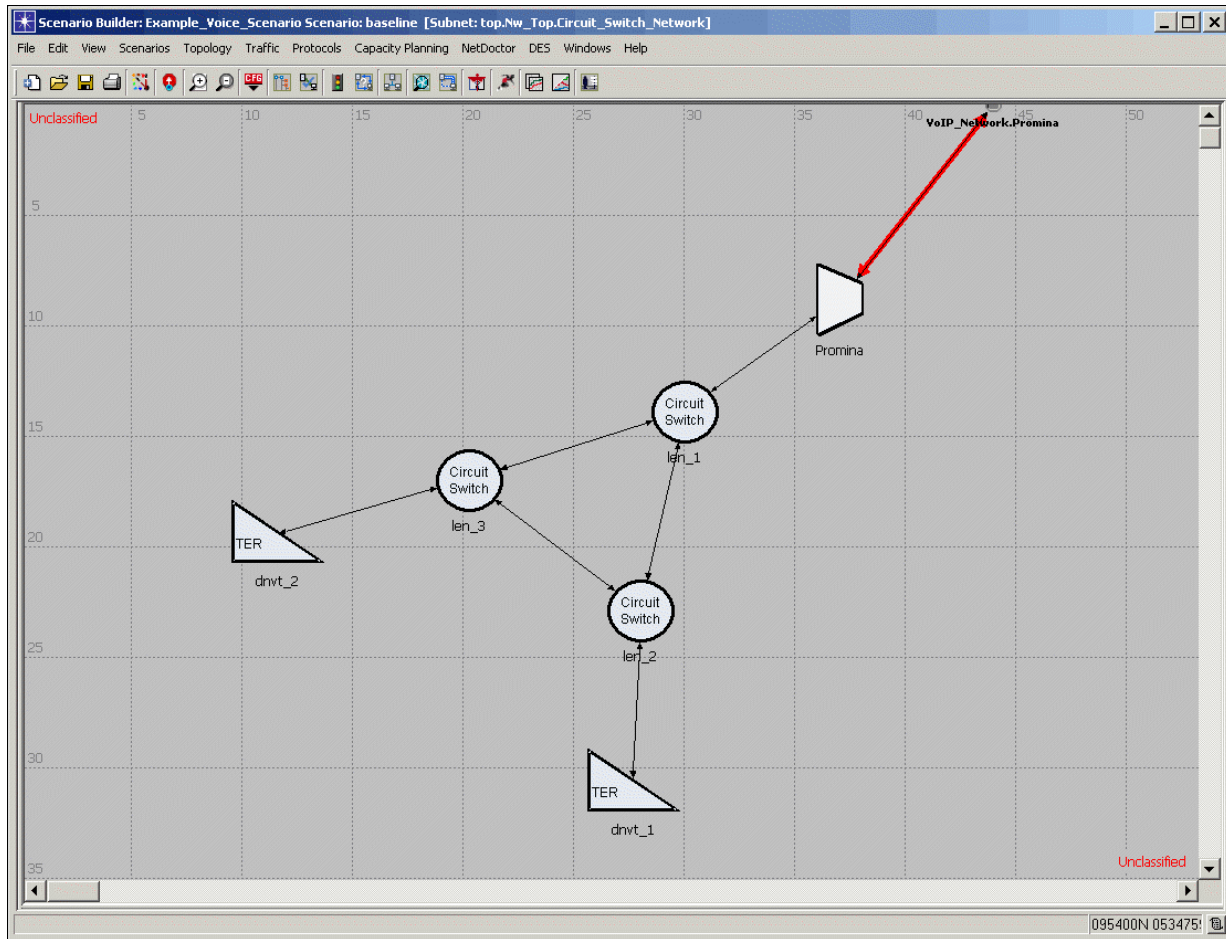 Scenario Builder: Example_Voice_Scenario Scenario: baseline [Subnet: top.Nw_Top.Circuit_Switch_Network]
File Edit View Scenarios Topology Traffic Protocols Capacity Planning NetDoctor DES Windows Help
CFG
Unclassified
5 10 15 20 25 30 35 40 45 50
VoIP_Network.Promina
5
10
Promina
Circuit
Switch
len_1
15
Circuit
Switch
len_3
20
TER
dnvt_2
Circuit
Switch
len_2
25
30
TER
dnvt_1
35
Unclassified
095400N 053475